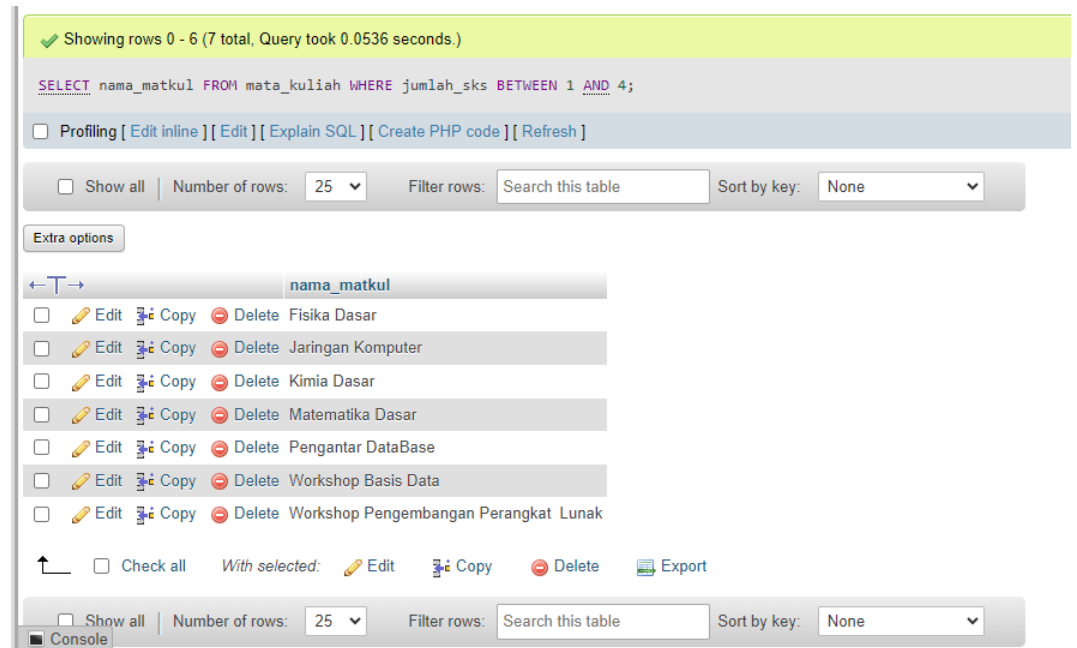 Showing rows 0 - 6 (7 total, Query took 0.0536 seconds.)
SELECT nama_matkul FROM mata_kuliah WHERE jumlah_sks BETWEEN 1 AND 4;
Profiling [ Edit inline ] [ Edit ] [ Explain SQL ] [ Create PHP code ] [ Refresh ]
Show all Number of rows: 25 Filter rows: Search this table Sort by key: None
Extra options
←T→ nama_matkul
Edit Copy Delete Fisika Dasar
Edit Copy Delete Jaringan Komputer
Edit Copy Delete Kimia Dasar
Edit Copy Delete Matematika Dasar
Edit Copy Delete Pengantar DataBase
Edit Copy Delete Workshop Basis Data
Edit Copy Delete Workshop Pengembangan Perangkat Lunak
Check all With selected: Edit Copy Delete Export
Show all Number of rows: 25 Filter rows: Search this table Sort by key: None
Console